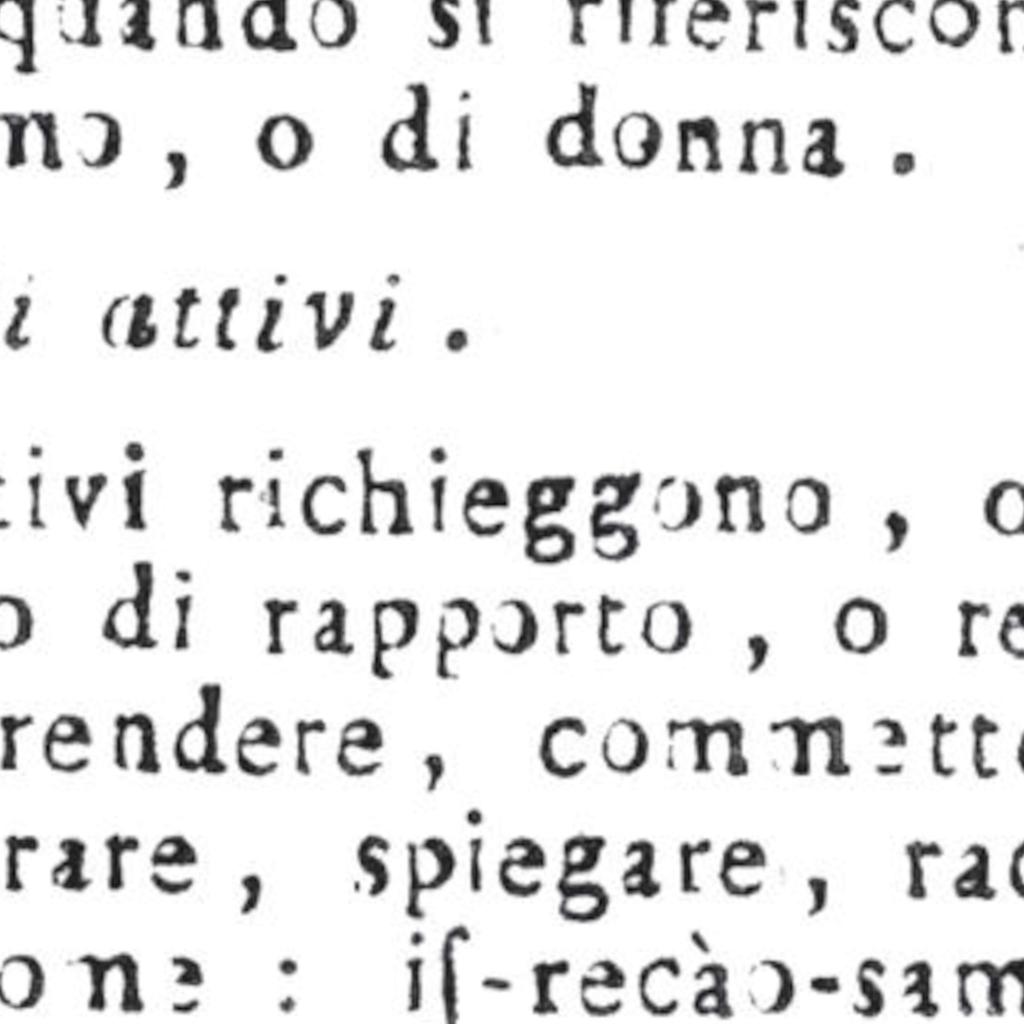 quando si riferiscon
no, o di donna.
i attivi.
tivi richieggono, o
o di rapporto, o re
rendere, commette
rare, spiegare, rac
one: iſ-recào-sam